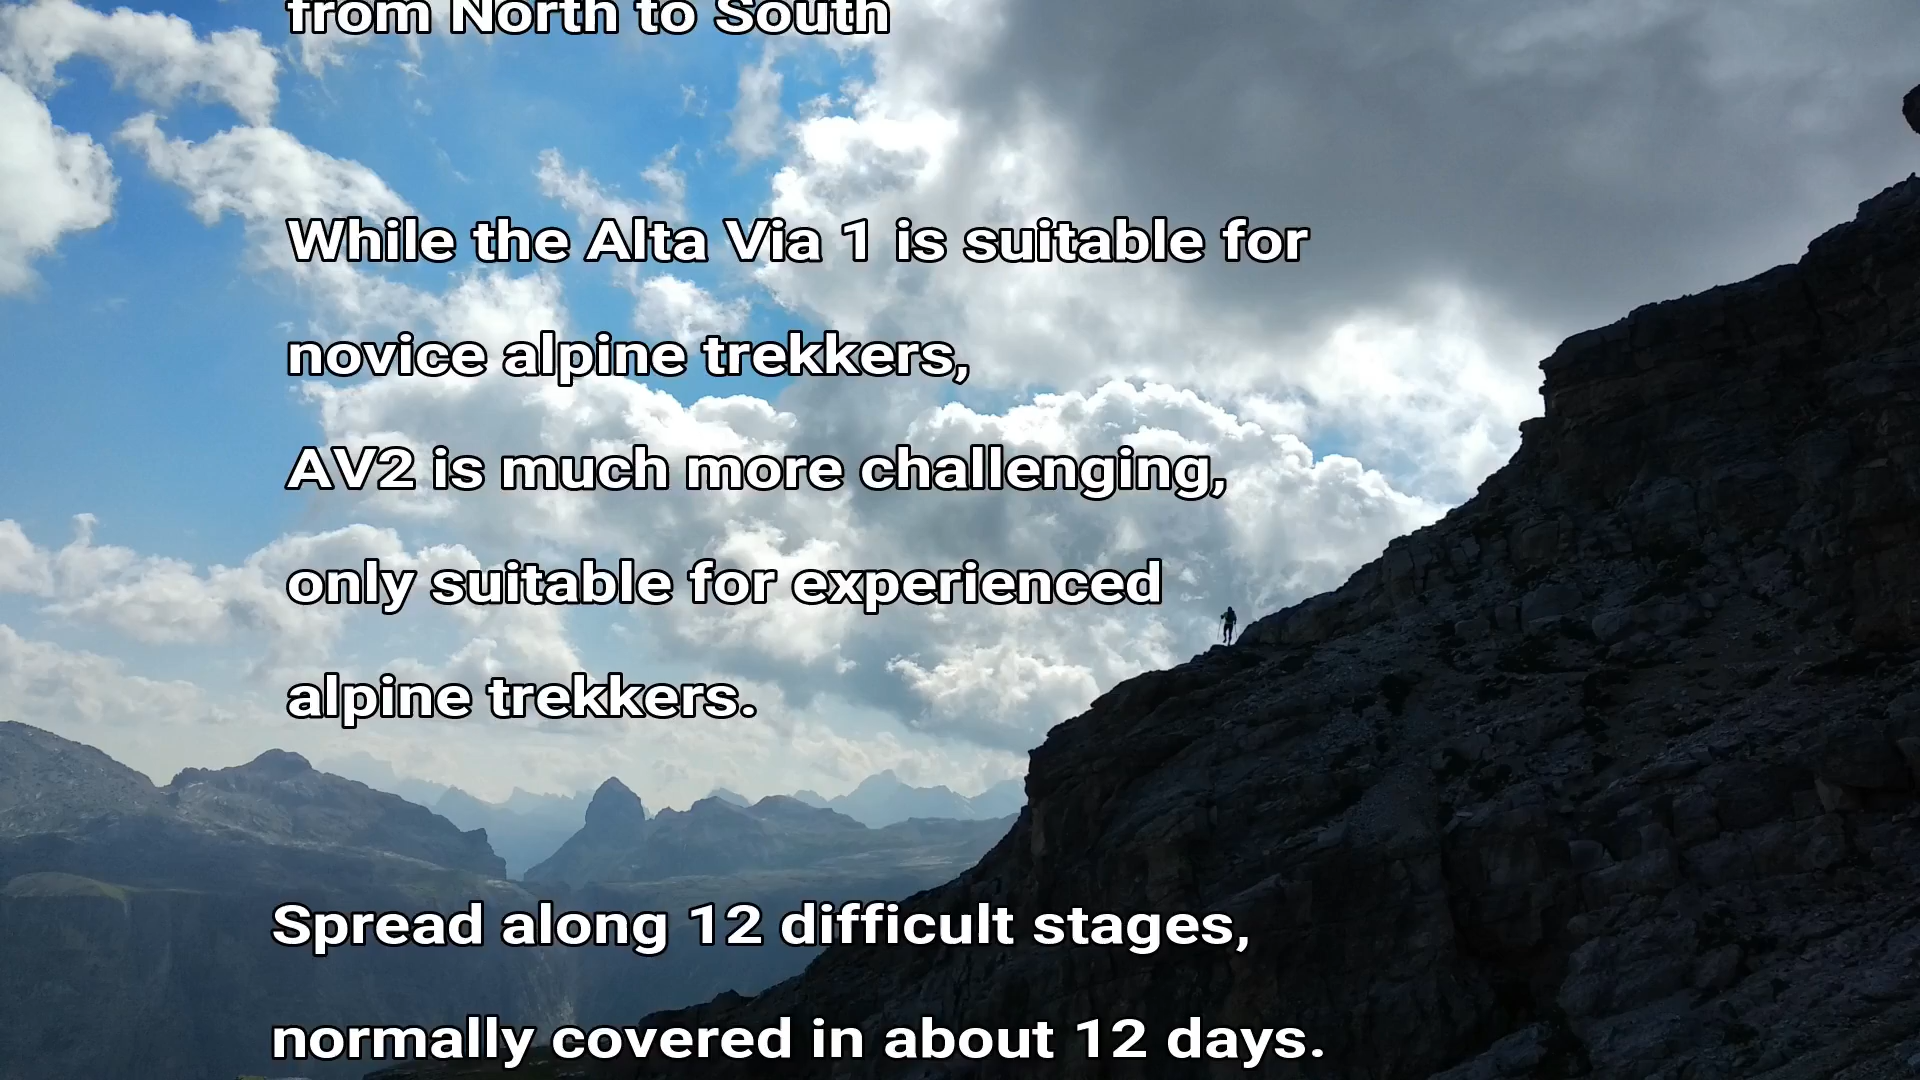 from North to South
While the Alta Via 1 is suitable for
novice alpine trekkers,
AV2 is much more challenging,
only suitable for experienced
alpine trekkers.
Spread along 12 difficult stages,
normally covered in about 12 days.